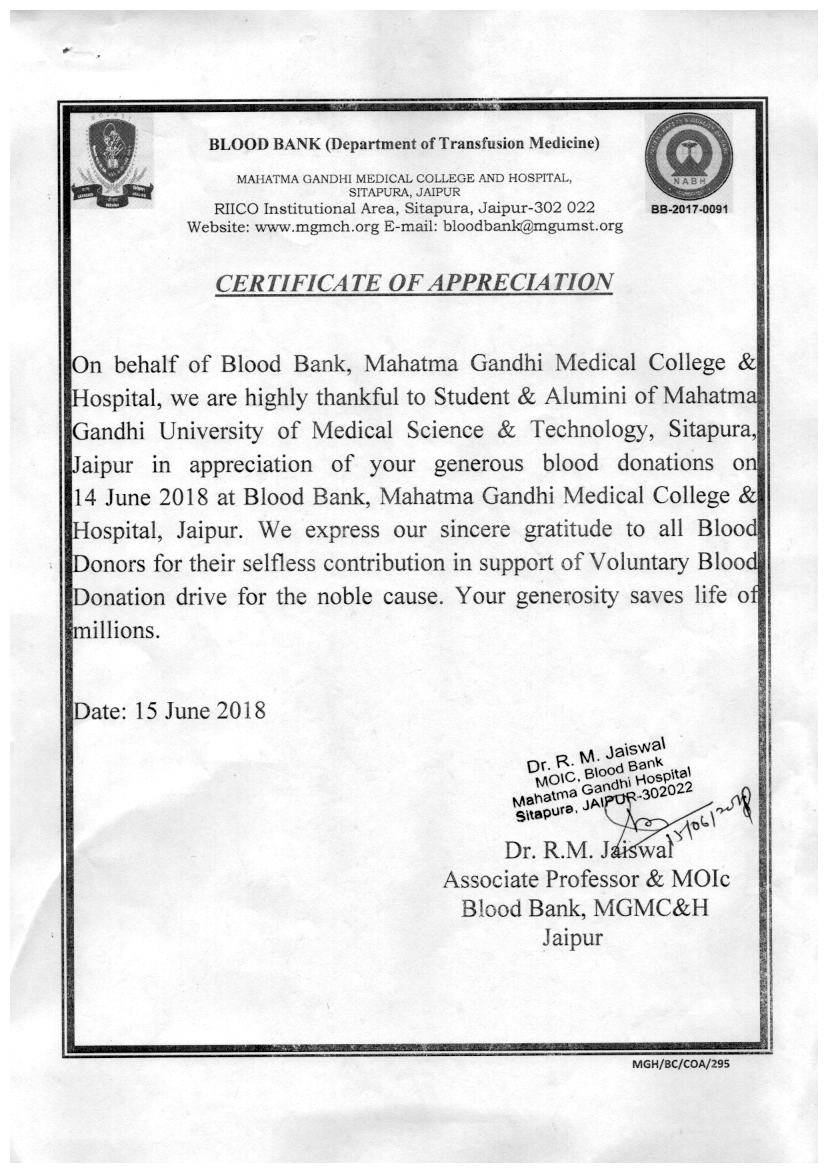 BLOOD BANK (Department of Transfusion Medicine)
MAHATMA GANDHI MEDICAL COLLEGE AND HOSPITAL,
SITAPURA, JAIPUR
RIICO Institutional Area, Sitapura, Jaipur-302 022
Website: www.mgmch.org E-mail: bloodbank@mgumst.org
NABH
BB-2017-0091
CERTIFICATE OF APPRECIATION
On behalf of Blood Bank, Mahatma Gandhi Medical College &
Hospital, we are highly thankful to Student & Alumini of Mahatma
Gandhi University of Medical Science & Technology, Sitapura,
Jaipur in appreciation of your generous blood donations on
14 June 2018 at Blood Bank, Mahatma Gandhi Medical College &
Hospital, Jaipur. We express our sincere gratitude to all Blood
Donors for their selfless contribution in support of Voluntary Blood
Donation drive for the noble cause. Your generosity saves life of
millions.
Date: 15 June 2018
Dr. R. M. Jaiswal
MOIC, Blood Bank
Mahatma Gandhi Hospital
Sitapura, JAIPUR-302022
15/06/2018
Dr. R.M. Jaiswal
Associate Professor & MOIc
Blood Bank, MGMC&H
Jaipur
MGH/BC/COA/295